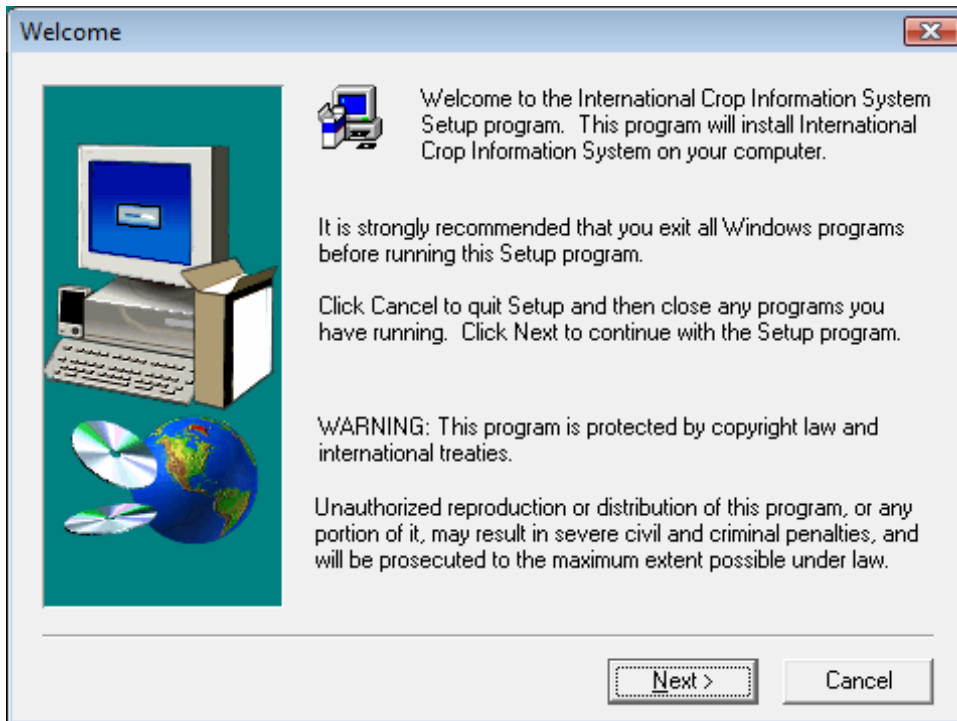 Welcome
Welcome to the International Crop Information System
Setup program.  This program will install International
Crop Information System on your computer.
It is strongly recommended that you exit all Windows programs
before running this Setup program.
Click Cancel to quit Setup and then close any programs you
have running.  Click Next to continue with the Setup program.
WARNING: This program is protected by copyright law and
international treaties.
Unauthorized reproduction or distribution of this program, or any
portion of it, may result in severe civil and criminal penalties, and
will be prosecuted to the maximum extent possible under law.
Next >
Cancel